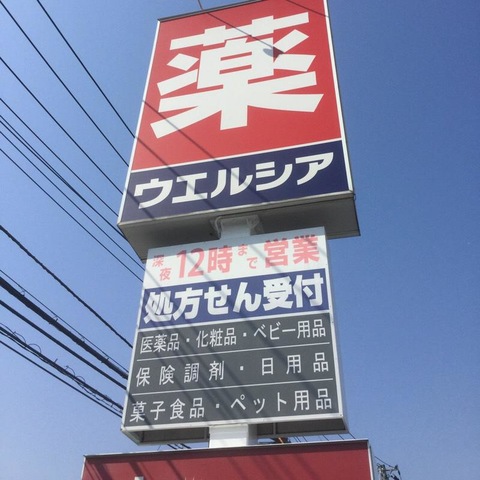 薬
ウエルシア
深夜12時まで営業
処方せん受付
医薬品・化粧品・ベビー用品
保険調剤・日用品
菓子食品・ペット用品